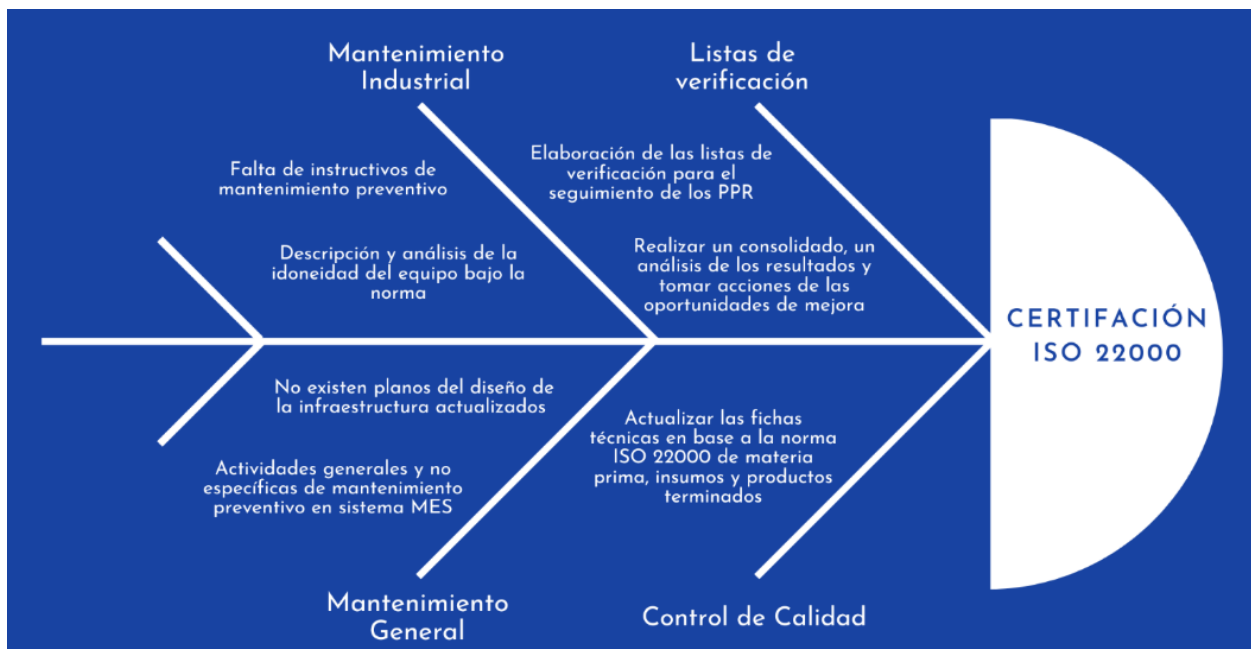 Mantenimiento
Industrial
Listas de
verificación
Falta de instructivos de
mantenimiento preventivo
Elaboración de las listas de
verificación para el
seguimiento de los PPR
Descripción y análisis de la
idoneidad del equipo bajo la
norma
Realizar un consolidado, un
análisis de los resultados y
tomar acciones de las
oportunidades de mejora
CERTIFACIÓN
ISO 22000
No existen planos del diseño de
la infraestructura actualizados
Actividades generales y no
específicas de mantenimiento
preventivo en sistema MES
Actualizar las fichas
técnicas en base a la norma
ISO 22000 de materia
prima, insumos y productos
terminados
Mantenimiento
General
Control de Calidad